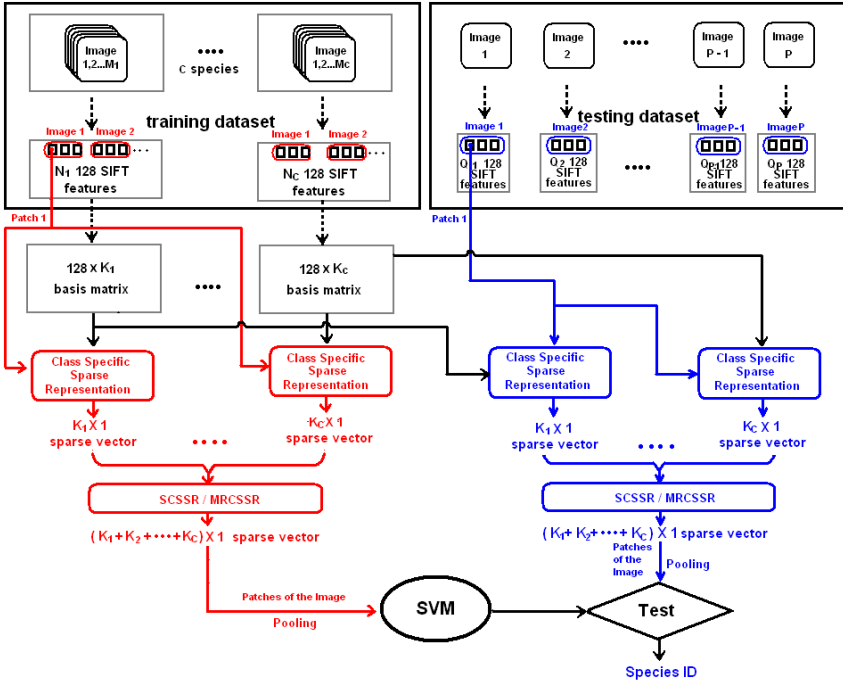 Image
1,2...M1
C species
Image
1,2...Mc
training dataset
Image 1 Image 2
N1 128 SIFT
features
Image 1 Image 2
NC 128 SIFT
features
Image
1
Image
2
Image
P-1
Image
P
testing dataset
Image 1
Q1 128
SIFT
features
Image2
Q2 128
SIFT
features
ImageP-1
QP1 128
SIFT
features
ImageP
QP 128
SIFT
features
Patch 1
Patch 1
128 x K1
basis matrix
128 x KC
basis matrix
Class Specific
Sparse
Representation
Class Specific
Sparse
Representation
Class Specific
Sparse
Representation
Class Specific
Sparse
Representation
K1 X 1
sparse vector
-KC X 1
sparse vector
K1 X 1
sparse vector
KC X 1
sparse vector
SCSSR / MRCSSR
SCSSR / MRCSSR
(K1+K2+····+KC) X 1 sparse vector
(K1+K2+····+KC) X 1 sparse vector
Patches
of the
Image
Pooling
Patches of the Image
Pooling
SVM
Test
Species ID